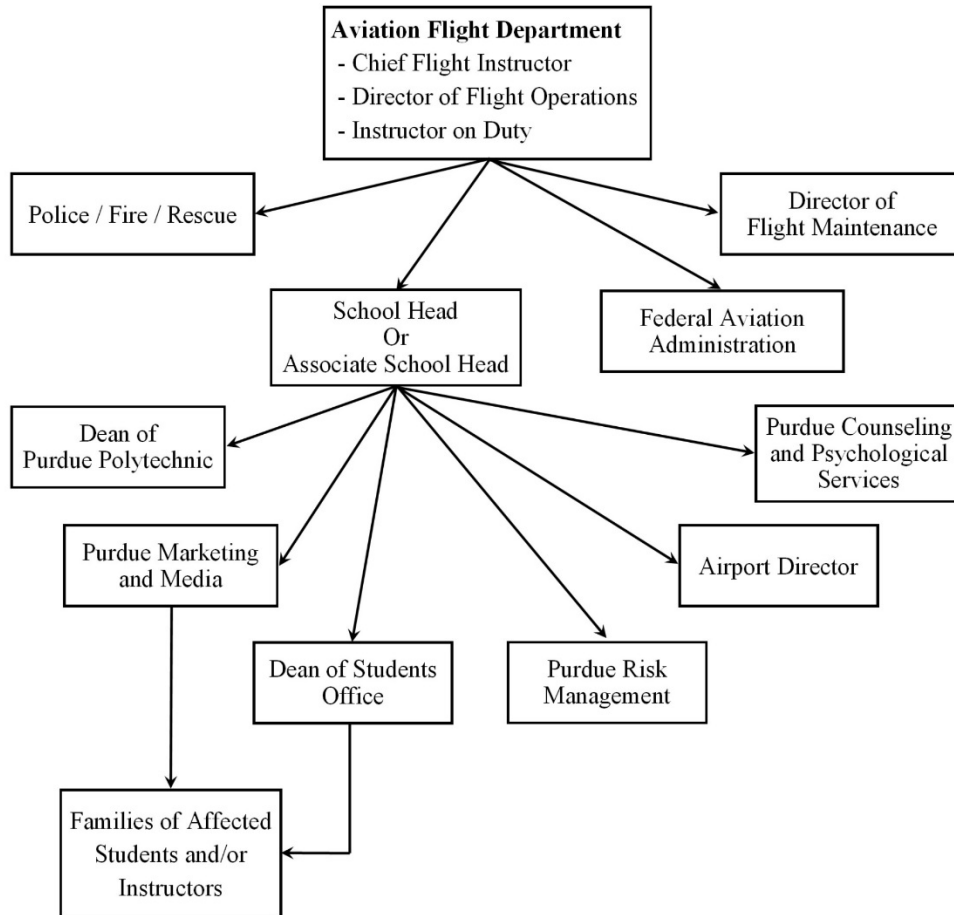 Aviation Flight Department
- Chief Flight Instructor
- Director of Flight Operations
- Instructor on Duty
Police / Fire / Rescue
Director of
Flight Maintenance
School Head
Or
Associate School Head
Federal Aviation
Administration
Dean of
Purdue Polytechnic
Purdue Counseling
and Psychological
Services
Purdue Marketing
and Media
Airport Director
Dean of Students
Office
Purdue Risk
Management
Families of Affected
Students and/or
Instructors